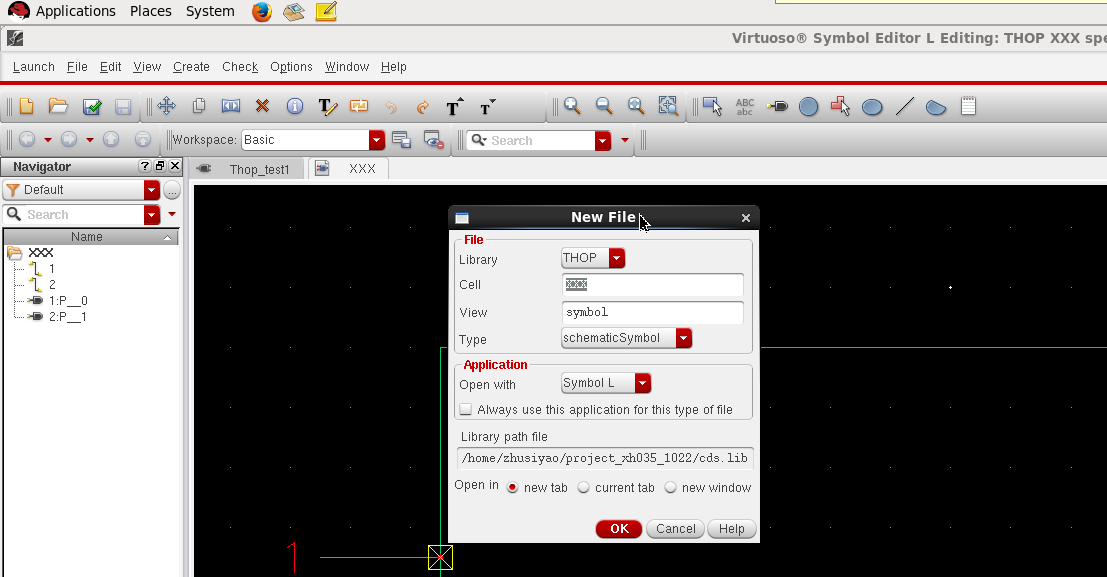 Applications Places System
Virtuoso® Symbol Editor L Editing: THOP XXX spe
Launch File Edit View Create Check Options Window Help
T T T ABC
abc
Workspace: Basic Search
Navigator ?
Thop_test1 XXX
Default ...
Search
Name
XXX
1
2
1:P__0
2:P__1
New File
File
Library THOP
Cell XXX
View symbol
Type schematicSymbol
Application
Open with Symbol L
Always use this application for this type of file
Library path file
/home/zhusiyao/project_xh035_1022/cds.lib
Open in new tab current tab new window
OK Cancel Help
1